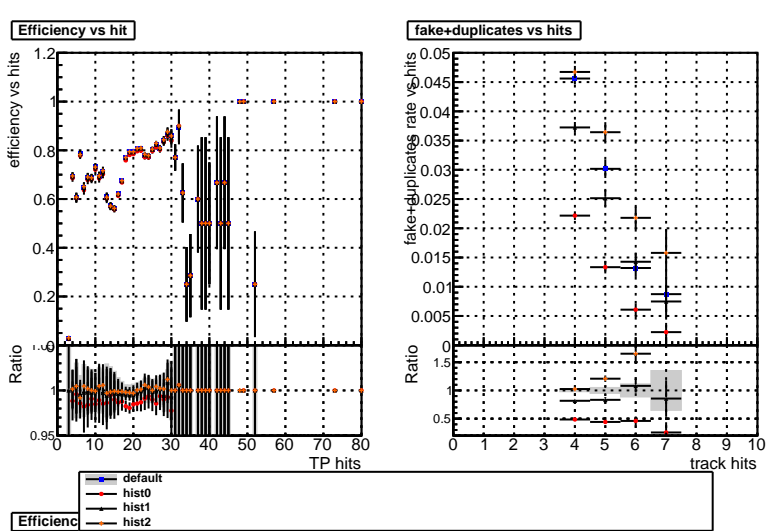 Efficiency vs hit
fake+duplicates vs hits
efficiency vs hits
1.2
1
0.8
0.6
0.4
0.2
0
Ratio
1
0.95
0 10 20 30 40 50 60 70 80
TP hits
fake+duplicates rate vs hits
0.05
0.045
0.04
0.035
0.03
0.025
0.02
0.015
0.01
0.005
0
Ratio
1.5
1
0.5
0 1 2 3 4 5 6 7 8 9 10
track hits
default
hist0
hist1
hist2
Efficienc